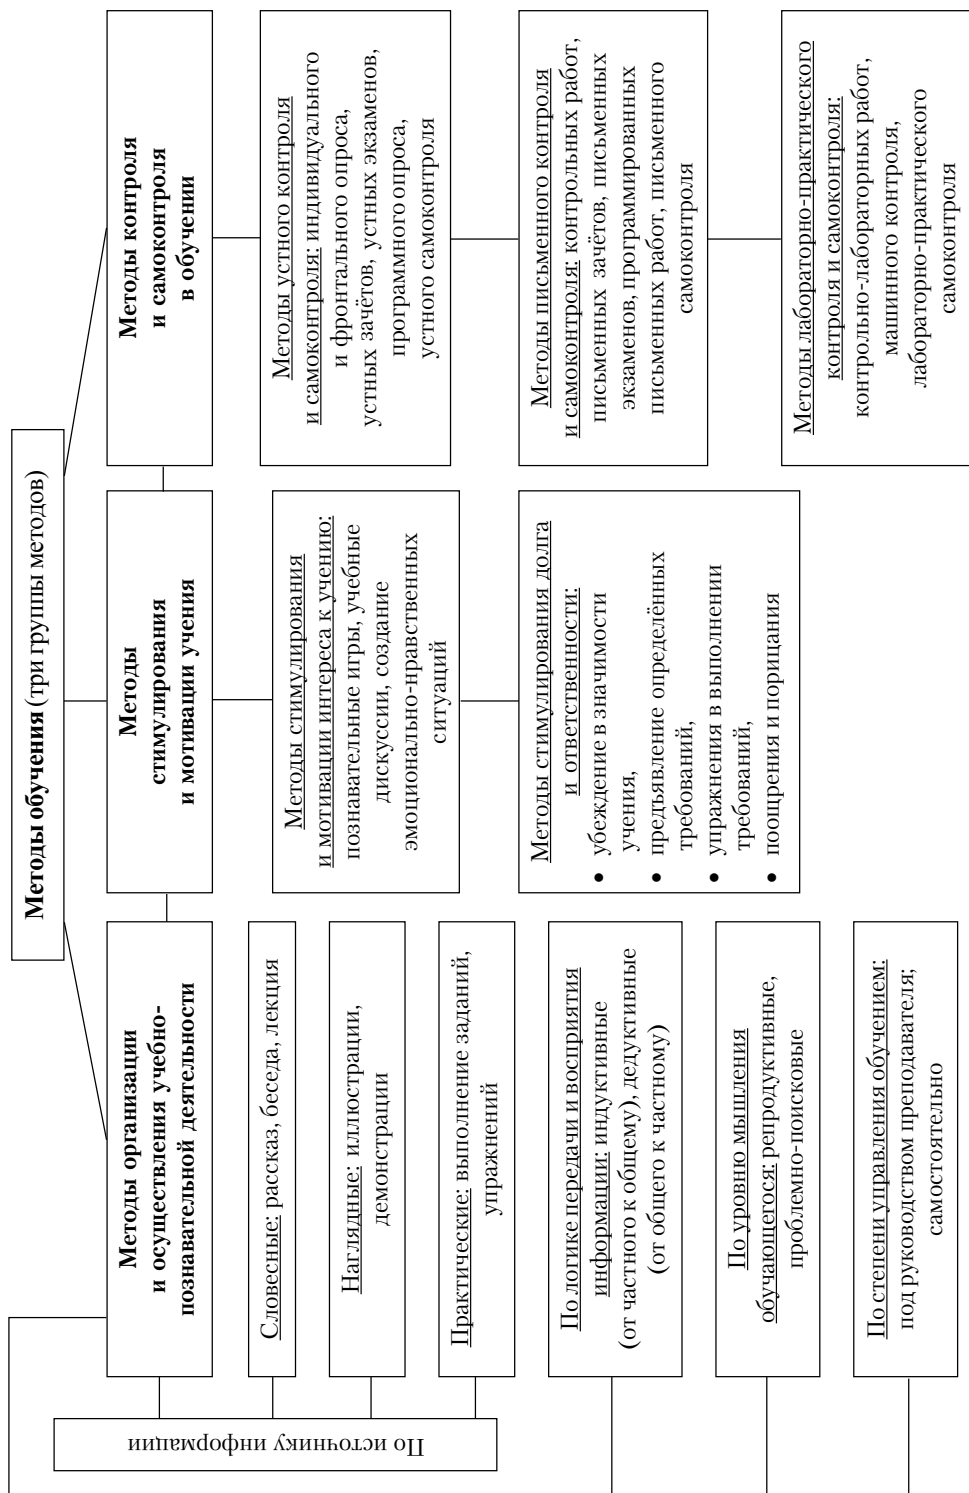 Методы обучения (три группы методов)
Методы организации
и осуществления учебно-
познавательной деятельности
Методы
стимулирования
и мотивации учения
Методы контроля
и самоконтроля
в обучении
По источнику информации
Словесные: рассказ, беседа, лекция
Наглядные: иллюстрации,
демонстрации
Практические: выполнение заданий,
упражнений
По логике передачи и восприятия
информации: индуктивные
(от частного к общему), дедуктивные
(от общего к частному)
По уровню мышления
обучающегося: репродуктивные,
проблемно-поисковые
По степени управления обучением:
под руководством преподавателя;
самостоятельно
Методы стимулирования
и мотивации интереса к учению:
познавательные игры, учебные
дискуссии, создание
эмоционально-нравственных
ситуаций
Методы стимулирования долга
и ответственности:
• убеждение в значимости
учения,
• предъявление определённых
требований,
• упражнения в выполнении
требований,
• поощрения и порицания
Методы устного контроля
и самоконтроля: индивидуального
и фронтального опроса,
устных зачётов, устных экзаменов,
программного опроса,
устного самоконтроля
Методы письменного контроля
и самоконтроля: контрольных работ,
письменных зачётов, письменных
экзаменов, программированных
письменных работ, письменного
самоконтроля
Методы лабораторно-практического
контроля и самоконтроля:
контрольно-лабораторных работ,
машинного контроля,
лабораторно-практического
самоконтроля